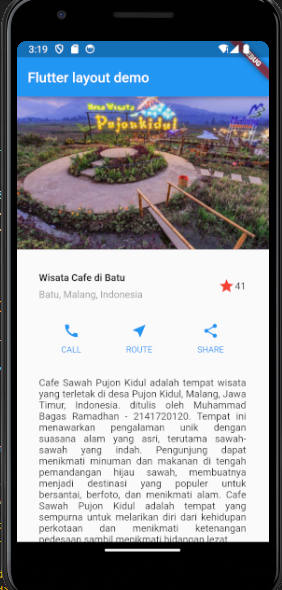 3:19
DEBUG
Flutter layout demo
Desa Wisata
Pujonkidul
Malang
Wisata Cafe di Batu
Batu, Malang, Indonesia
41
CALL
ROUTE
SHARE
Cafe Sawah Pujon Kidul adalah tempat wisata
yang terletak di desa Pujon Kidul, Malang, Jawa
Timur, Indonesia. ditulis oleh Muhammad
Bagas Ramadhan - 2141720120. Tempat ini
menawarkan pengalaman unik dengan
suasana alam yang asri, terutama sawah-
sawah yang indah. Pengunjung dapat
menikmati minuman dan makanan di tengah
pemandangan hijau sawah, membuatnya
menjadi destinasi yang populer untuk
bersantai, berfoto, dan menikmati alam. Cafe
Sawah Pujon Kidul adalah tempat yang
sempurna untuk melarikan diri dari kehidupan
perkotaan dan menikmati ketenangan
pedesaan sambil menikmati hidangan lezat